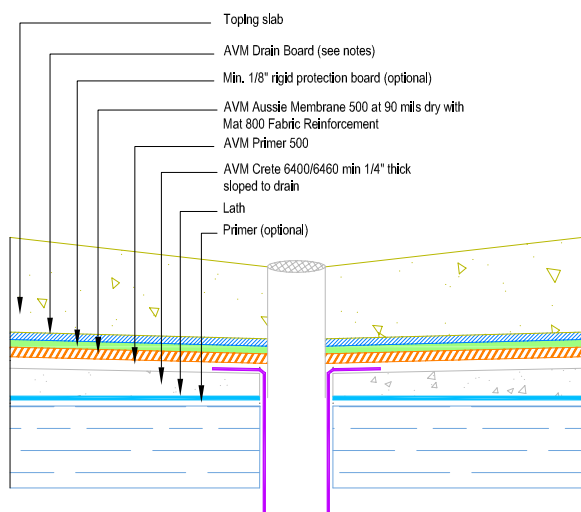 Toping slab
AVM Drain Board (see notes)
Min. 1/8" rigid protection board (optional)
AVM Aussie Membrane 500 at 90 mils dry with
Mat 800 Fabric Reinforcement
AVM Primer 500
AVM Crete 6400/6460 min 1/4" thick
sloped to drain
Lath
Primer (optional)